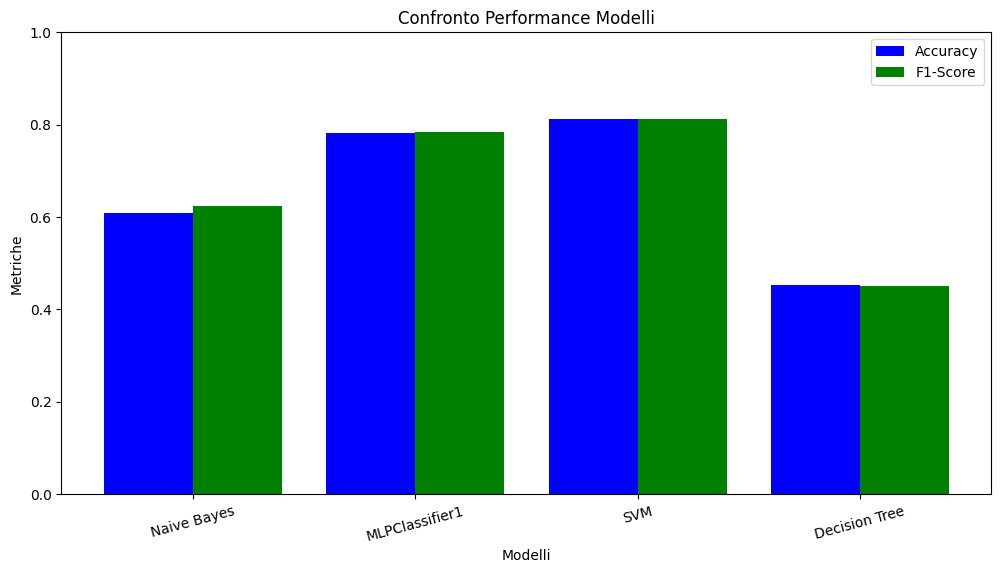 Confronto Performance Modelli
Accuracy
F1-Score
Metriche
1.0
0.8
0.6
0.4
0.2
0.0
Naive Bayes
MLPClassifier1
SVM
Decision Tree
Modelli